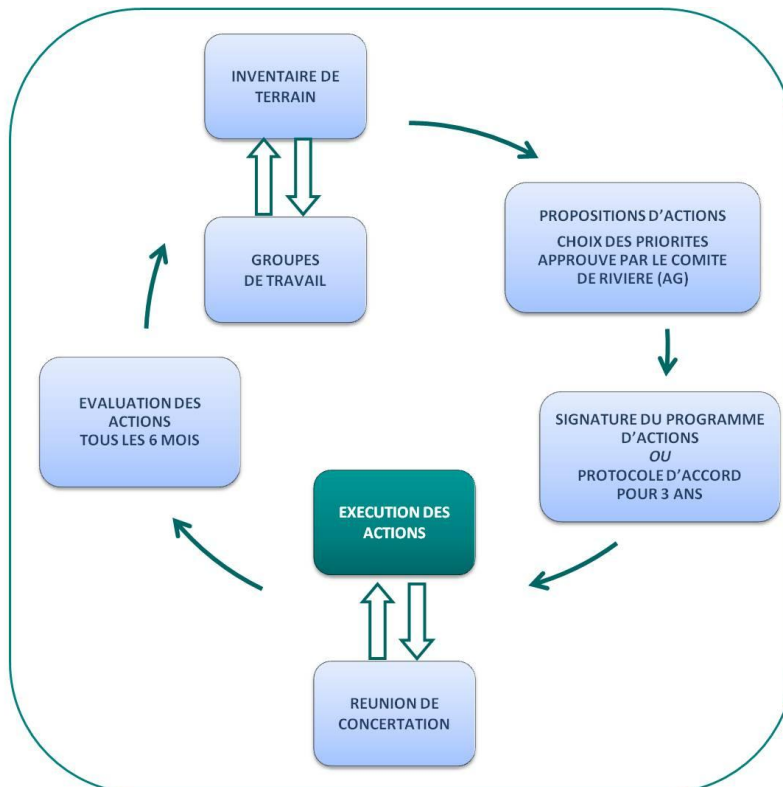 INVENTAIRE DE
TERRAIN
GROUPES
DE TRAVAIL
PROPOSITIONS D’ACTIONS
CHOIX DES PRIORITES
APPROUVE PAR LE COMITE
DE RIVIERE (AG)
SIGNATURE DU PROGRAMME
D’ACTIONS
OU
PROTOCOLE D’ACCORD
POUR 3 ANS
EXECUTION DES
ACTIONS
REUNION DE
CONCERTATION
EVALUATION DES
ACTIONS
TOUS LES 6 MOIS